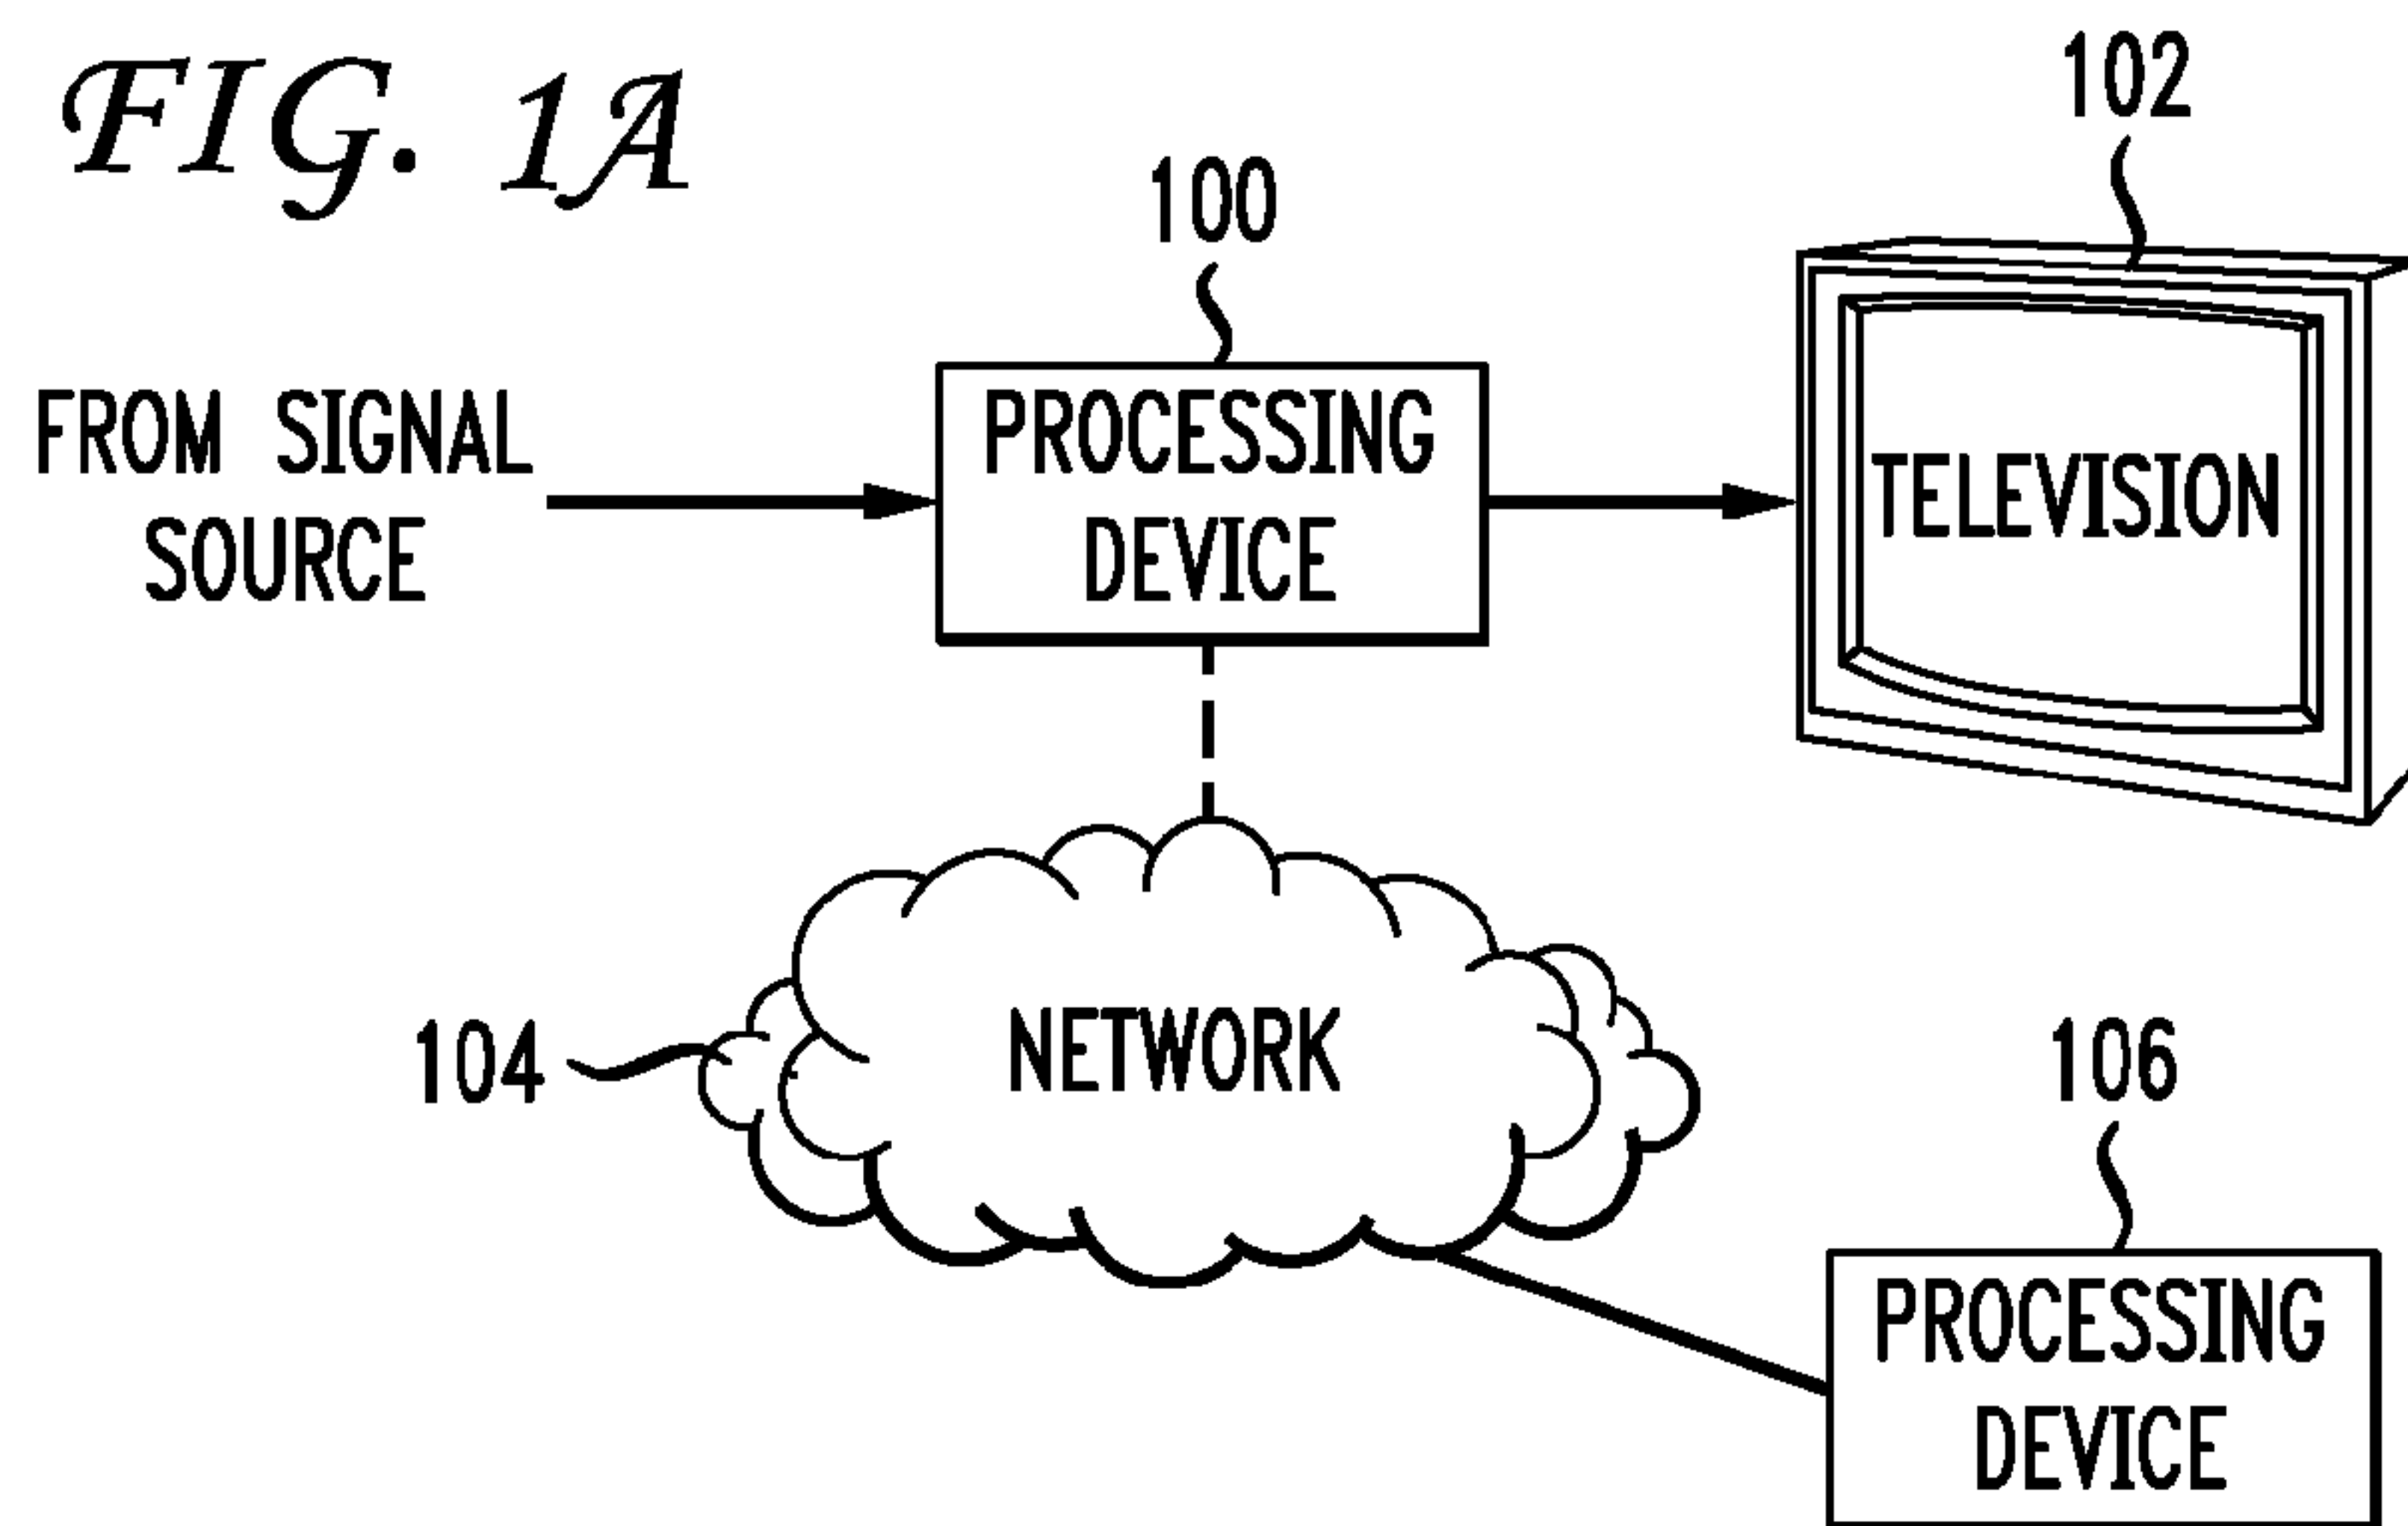 FIG. 1A
102
100
FROM SIGNAL
SOURCE
PROCESSING
DEVICE
TELEVISION
NETWORK
104
106
PROCESSING
DEVICE